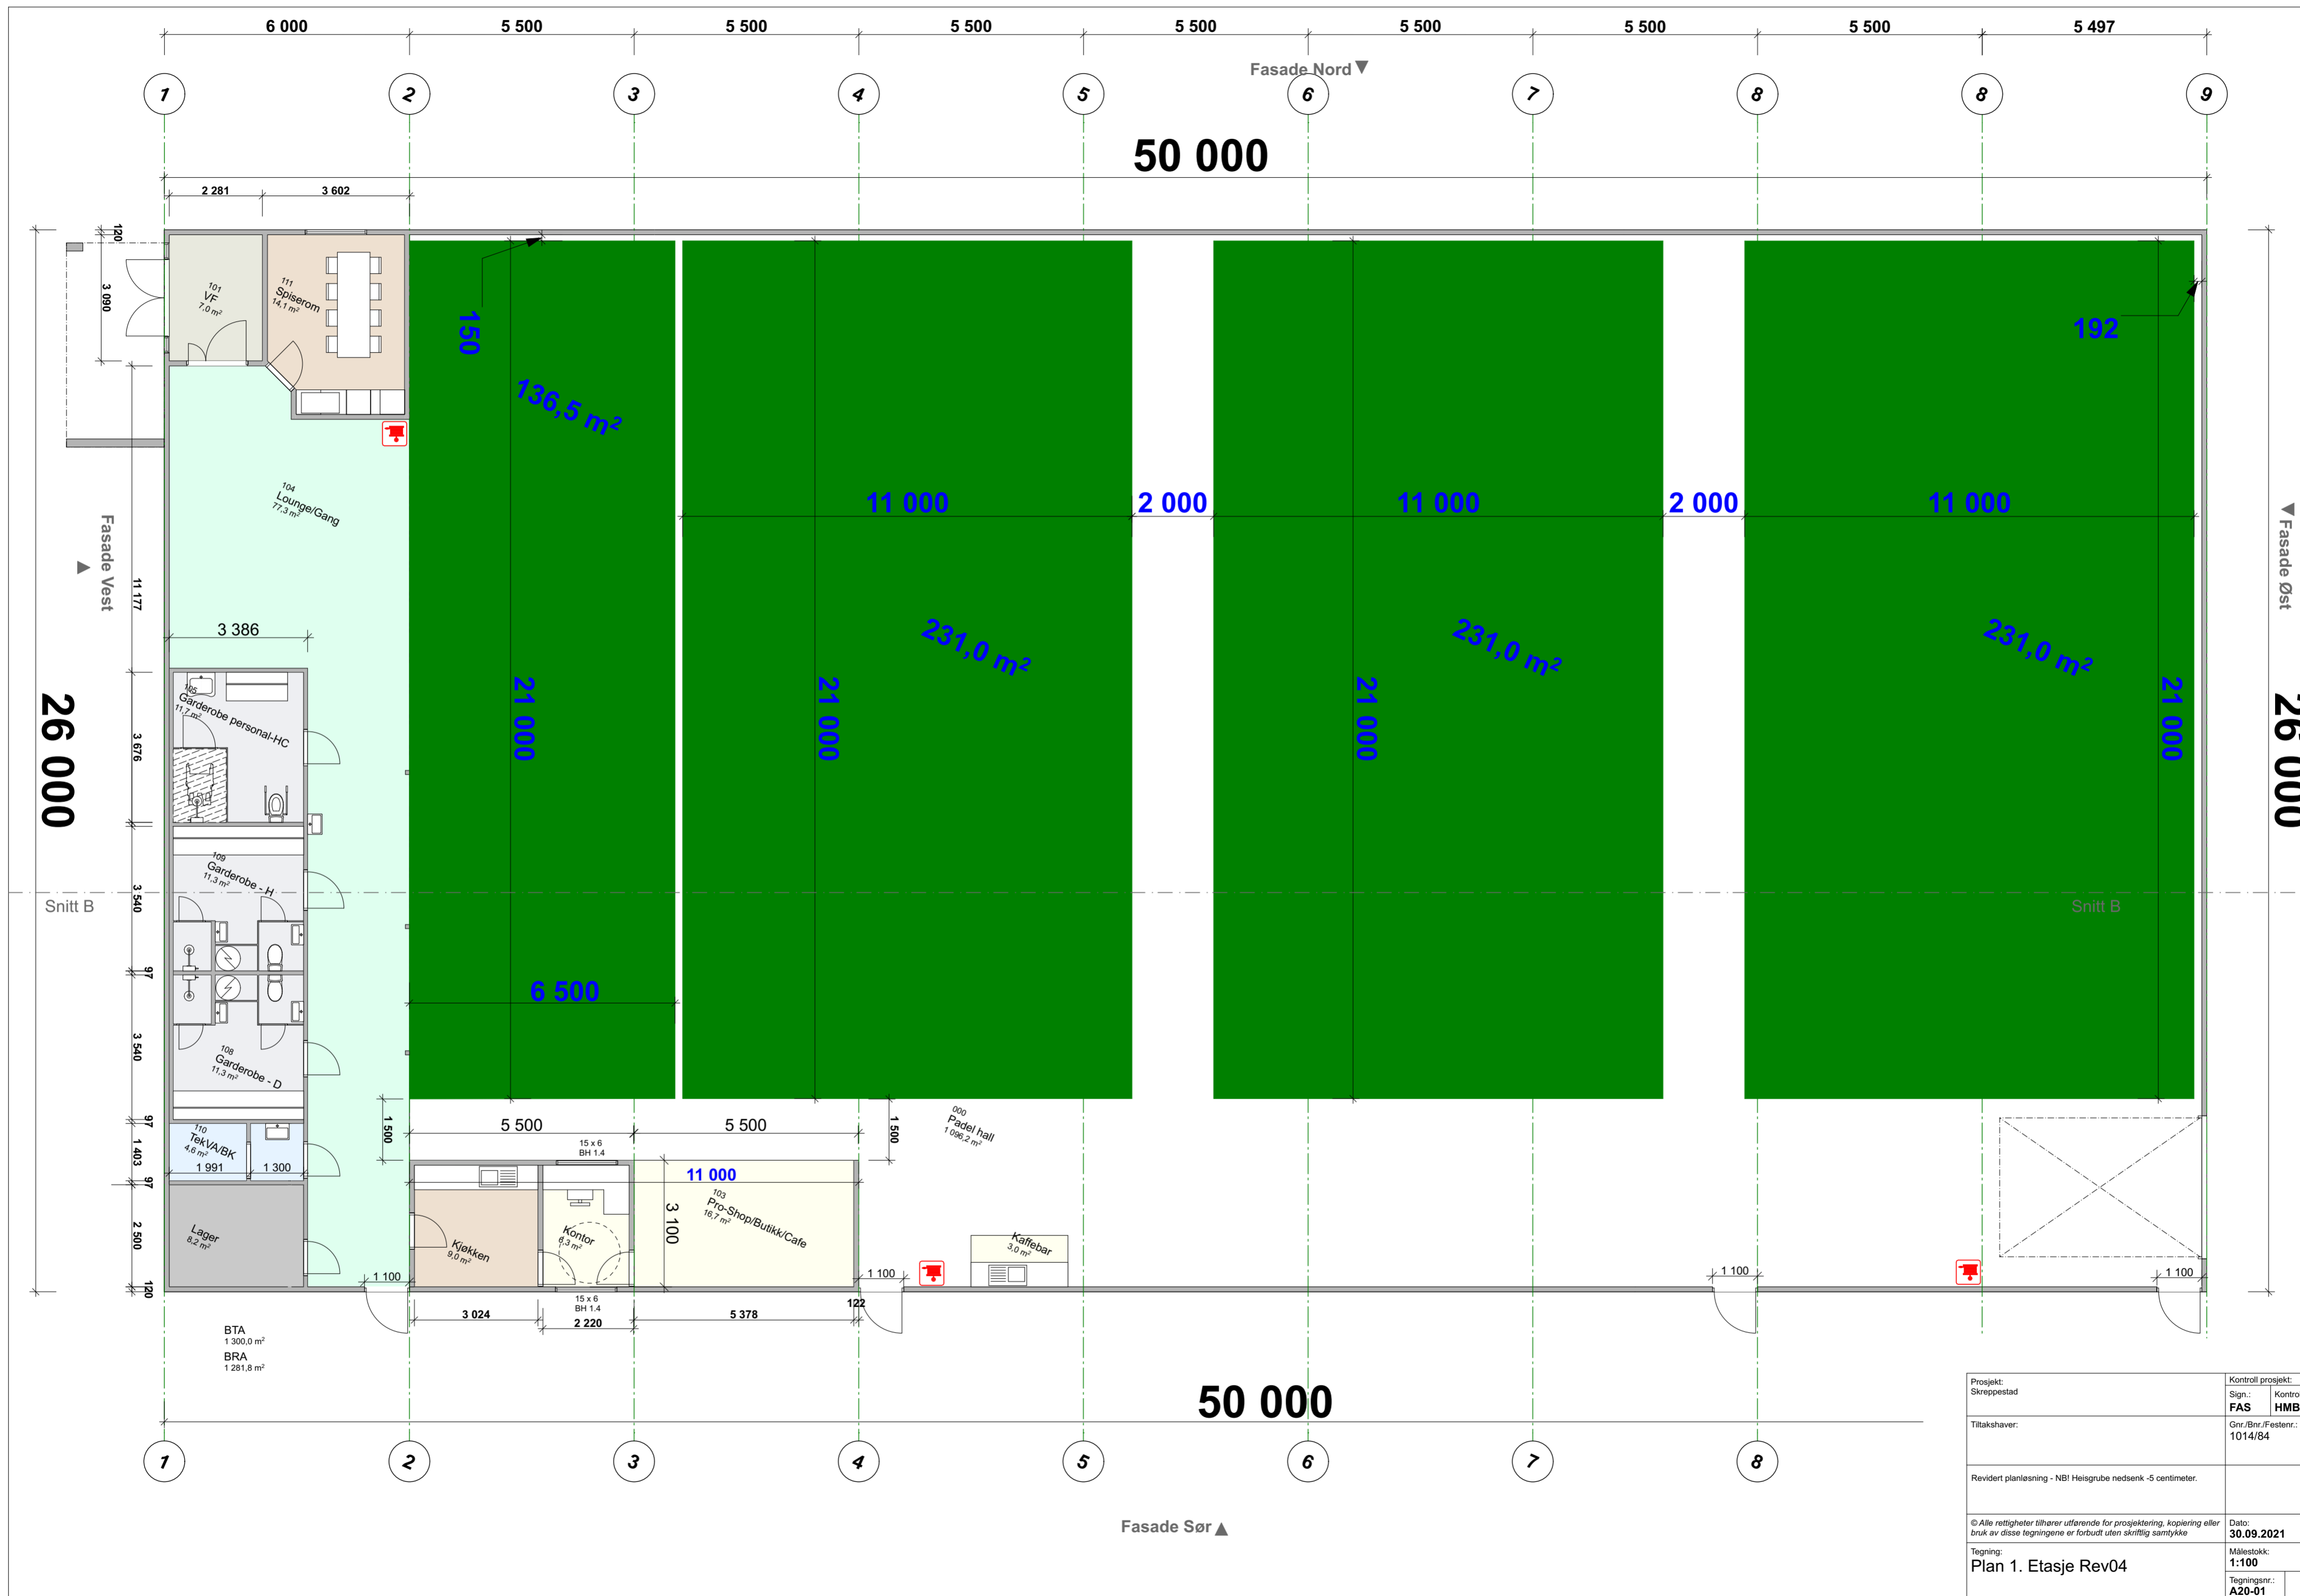 6 000
5 500
5 500
5 500
5 500
5 500
5 500
5 500
5 497
Fasade Nord
1
2
3
4
5
6
7
8
8
9
50 000
2 281
3 602
120
3 090
101
VF
7,0 m²
111
Spiserom
14,1 m²
150
192
136,5 m²
104
Lounge/Gang
77,3 m²
11 000
2 000
11 000
2 000
11 000
Fasade Vest
Fasade Øst
11 177
3 386
231,0 m²
231,0 m²
231,0 m²
26 000
26 000
21 000
21 000
21 000
21 000
105
Garderobe personal-HC
11,7 m²
3 676
109
Garderobe - H
11,3 m²
3 540
Snitt B
Snitt B
97
6 500
3 540
108
Garderobe - D
11,3 m²
97
110
TekVA/BK
4,6 m²
1 403
1 991
1 300
97
1 500
5 500
5 500
1 500
15 x 6
BH 1.4
000
Padel hall
1 096,2 m²
11 000
103
Pro-Shop/Butikk/Cafe
16,7 m²
3 100
Lager
8,2 m²
2 500
Kjøkken
9,0 m²
Kontor
6,3 m²
Kaffebar
3,0 m²
120
1 100
1 100
1 100
1 100
15 x 6
BH 1.4
3 024
2 220
5 378
122
BTA
1 300,0 m²
BRA
1 281,8 m²
50 000
1
2
3
4
5
6
7
8
Fasade Sør
Prosjekt:
Skreppestad
Kontroll prosjekt:
Sign.:
FAS
HMB
Tiltakshaver:
Gnr./Bnr./Festenr.:
1014/84
Revidert planløsning - NB! Heisgrube nedsenk -5 centimeter.
© Alle rettigheter tilhører utførende for prosjektering, kopiering eller
bruk av disse tegningene er forbudt uten skriftlig samtykke
Dato:
30.09.2021
Tegning:
Plan 1. Etasje Rev04
Målestokk:
1:100
Tegningsnr.:
A20-01